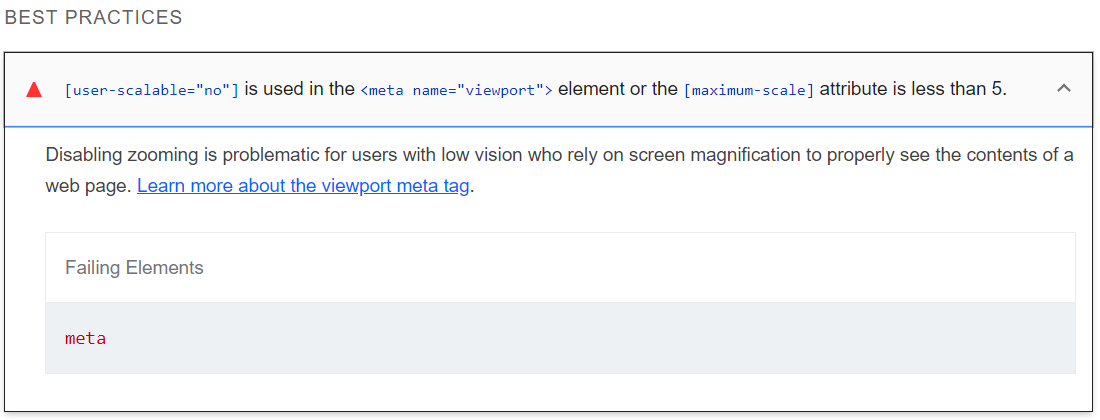 BEST PRACTICES
[user-scalable="no"] is used in the <meta name="viewport"> element or the [maximum-scale] attribute is less than 5.
Disabling zooming is problematic for users with low vision who rely on screen magnification to properly see the contents of a
web page. Learn more about the viewport meta tag.
Failing Elements
meta